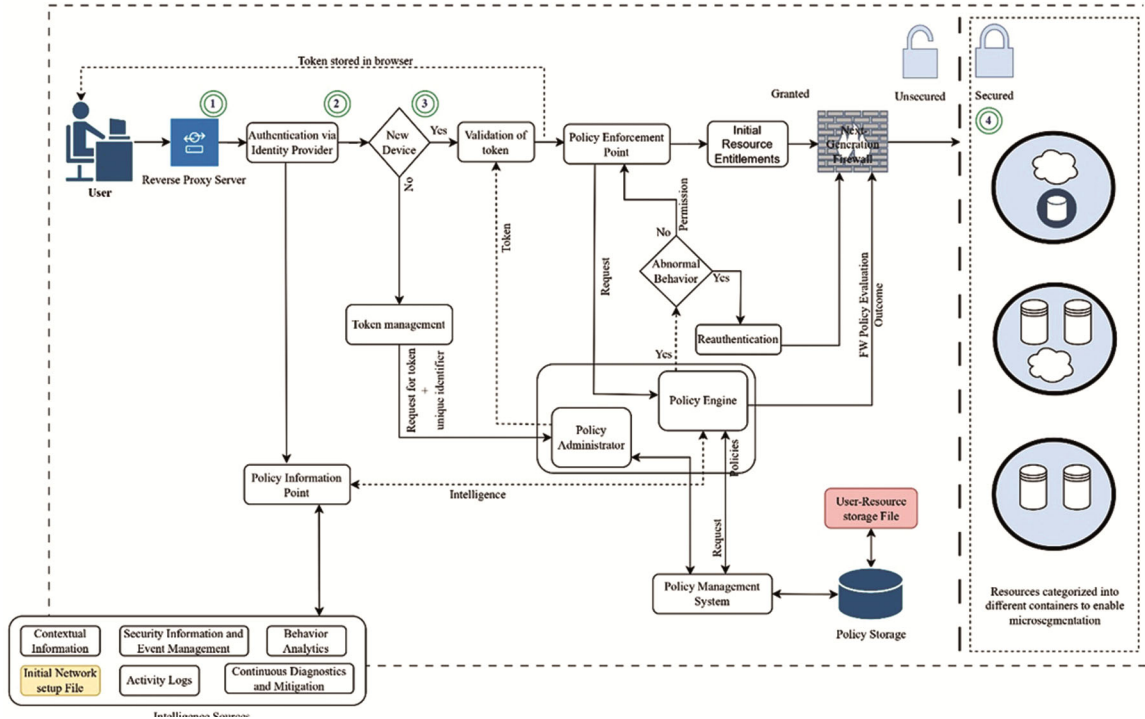 Token stored in browser
1
2
3
Unsecured
Secured
4
Granted
User
Reverse Proxy Server
Authentication via
Identity Provider
New
Device
Yes
No
Validation of
token
Policy Enforcement
Point
Initial
Resource
Entitlements
Next-
Generation
Firewall
Token
Request
Permission
No
Abnormal
Behavior
Yes
Reauthentication
FW Policy Evaluation
Outcome
Token management
Request for token
+
unique identifier
Yes
Policy Engine
Policy
Administrator
Policies
Policy Information
Point
Intelligence
Request
User-Resource
storage File
Policy Management
System
Policy Storage
Resources categorized into
different containers to enable
microsegmentation
Contextual
Information
Security Information and
Event Management
Behavior
Analytics
Initial Network
setup File
Activity Logs
Continuous Diagnostics
and Mitigation
Intelligence Sources